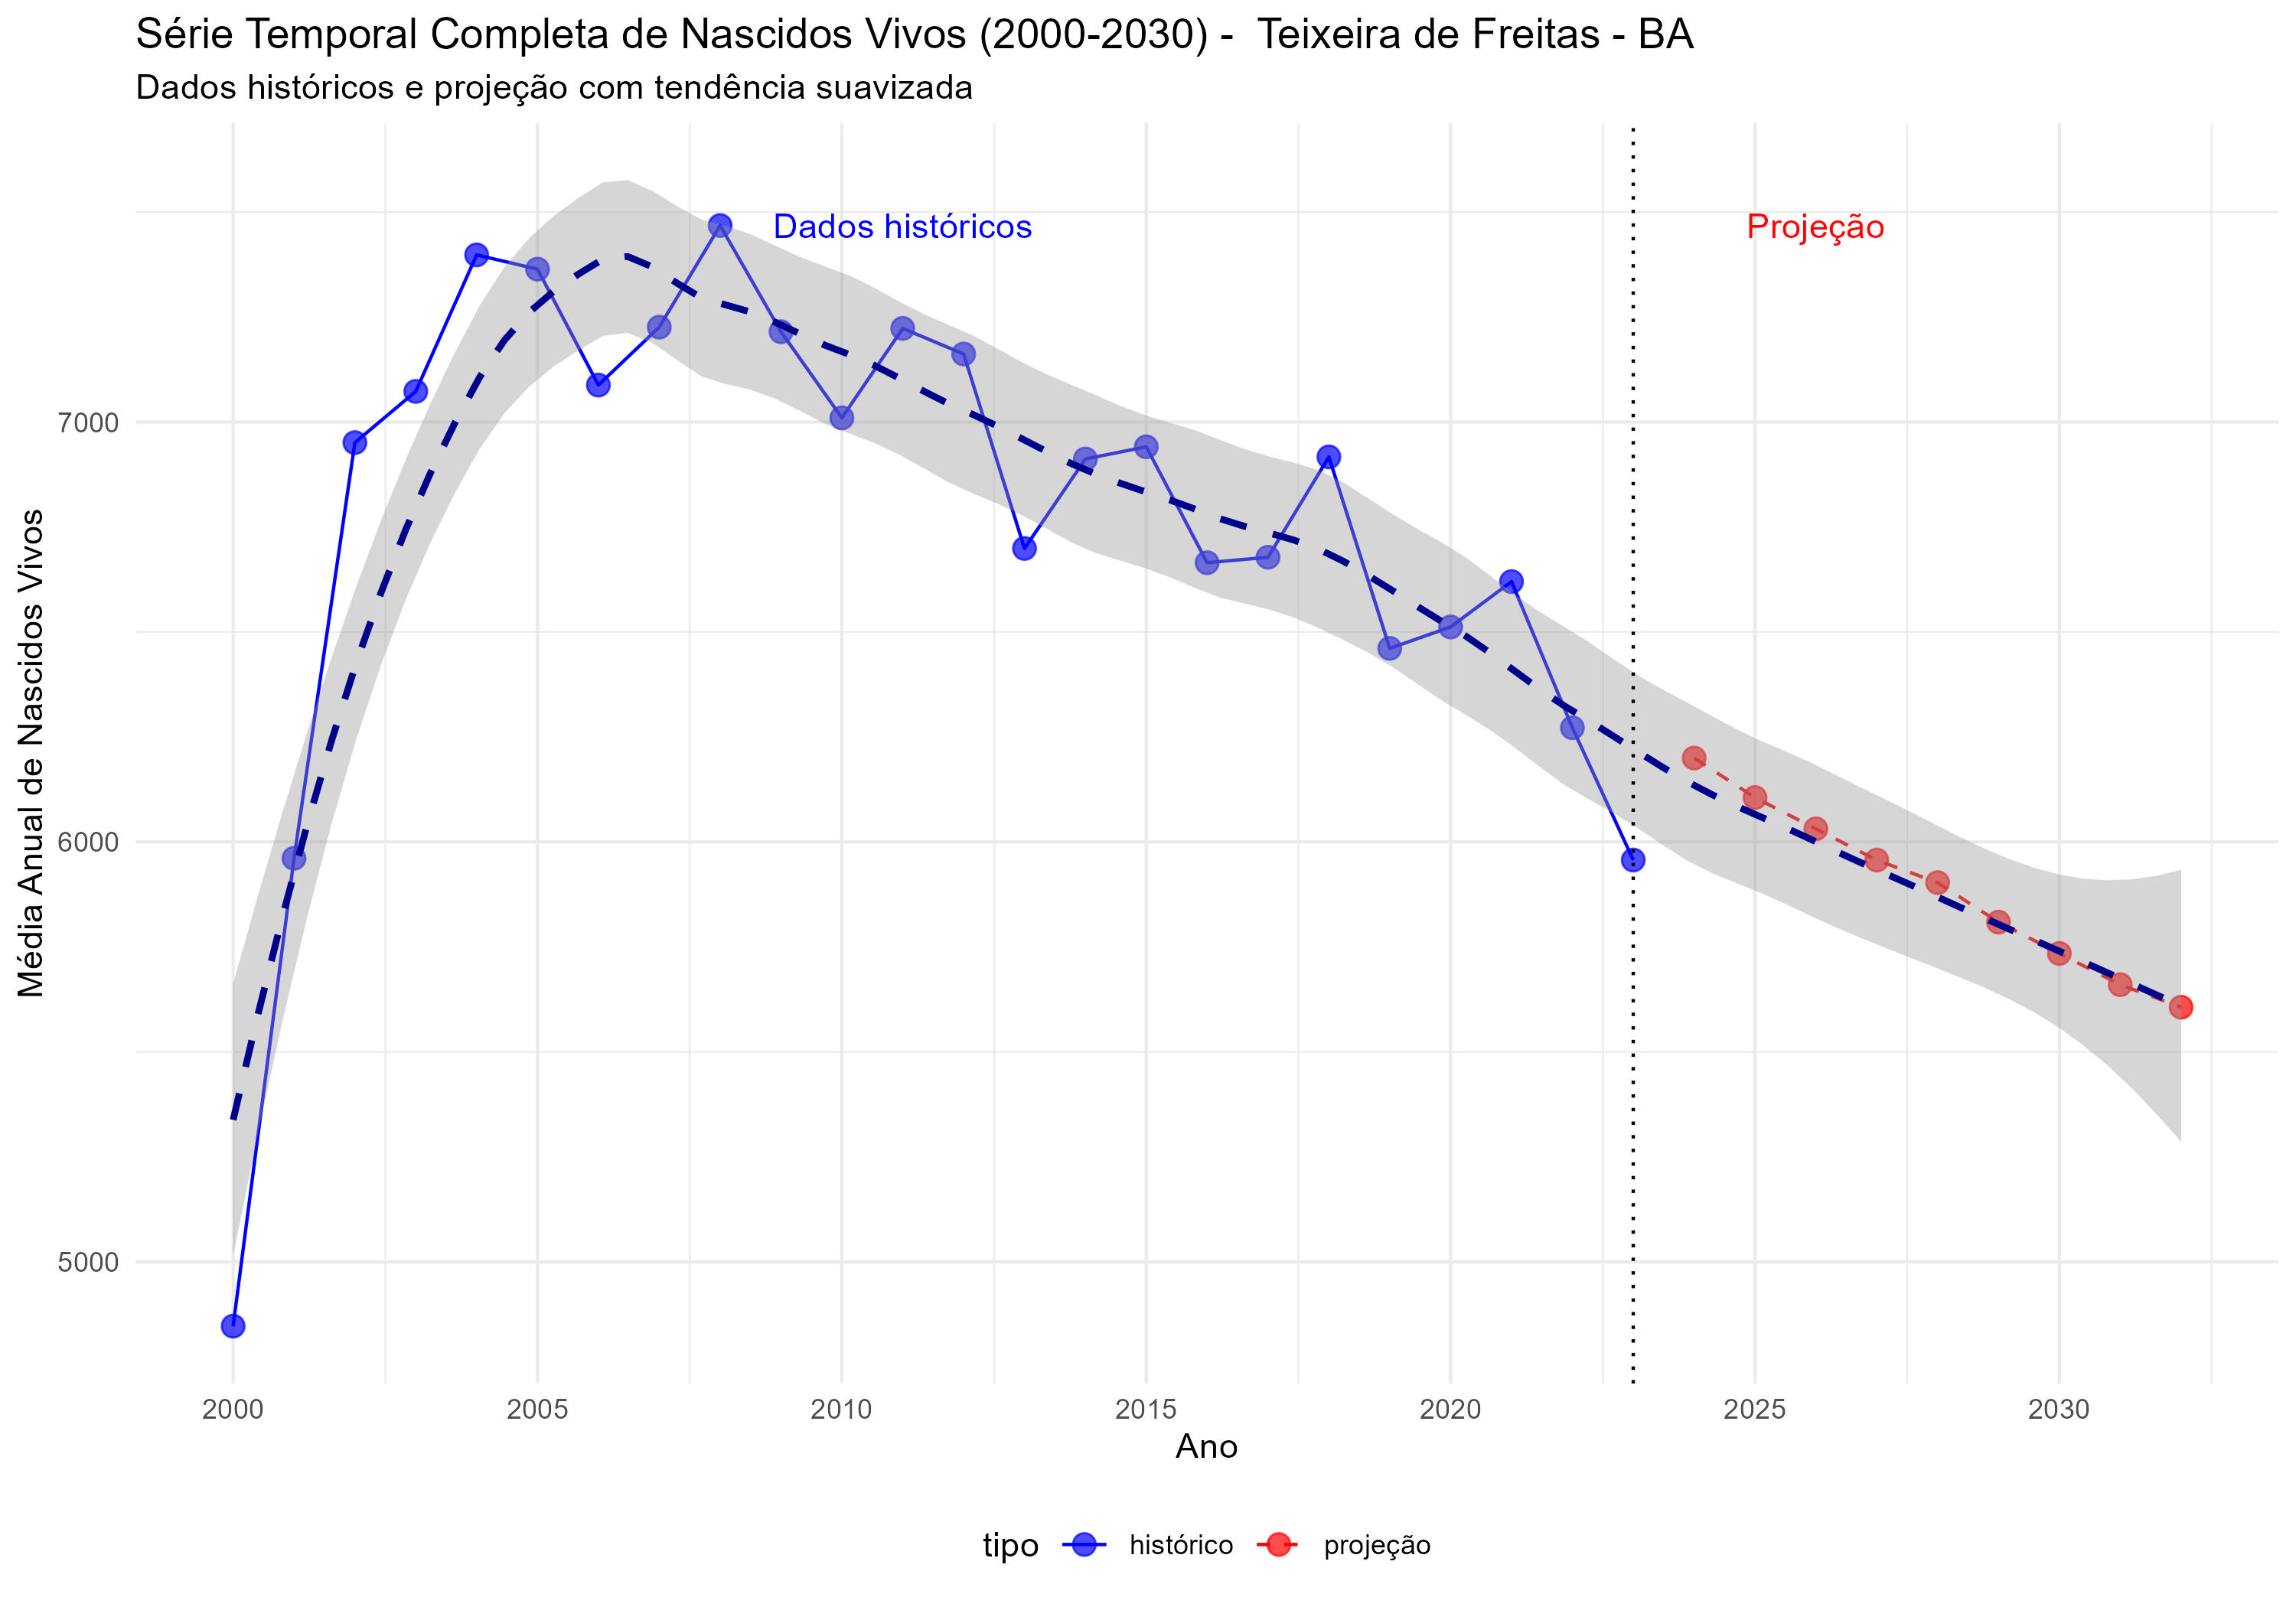 Série Temporal Completa de Nascidos Vivos (2000-2030) -  Teixeira de Freitas - BA
Dados históricos e projeção com tendência suavizada
Dados históricos
Projeção
Média Anual de Nascidos Vivos
7000
6000
5000
2000
2005
2010
2015
2020
2025
2030
Ano
tipo
histórico
projeção